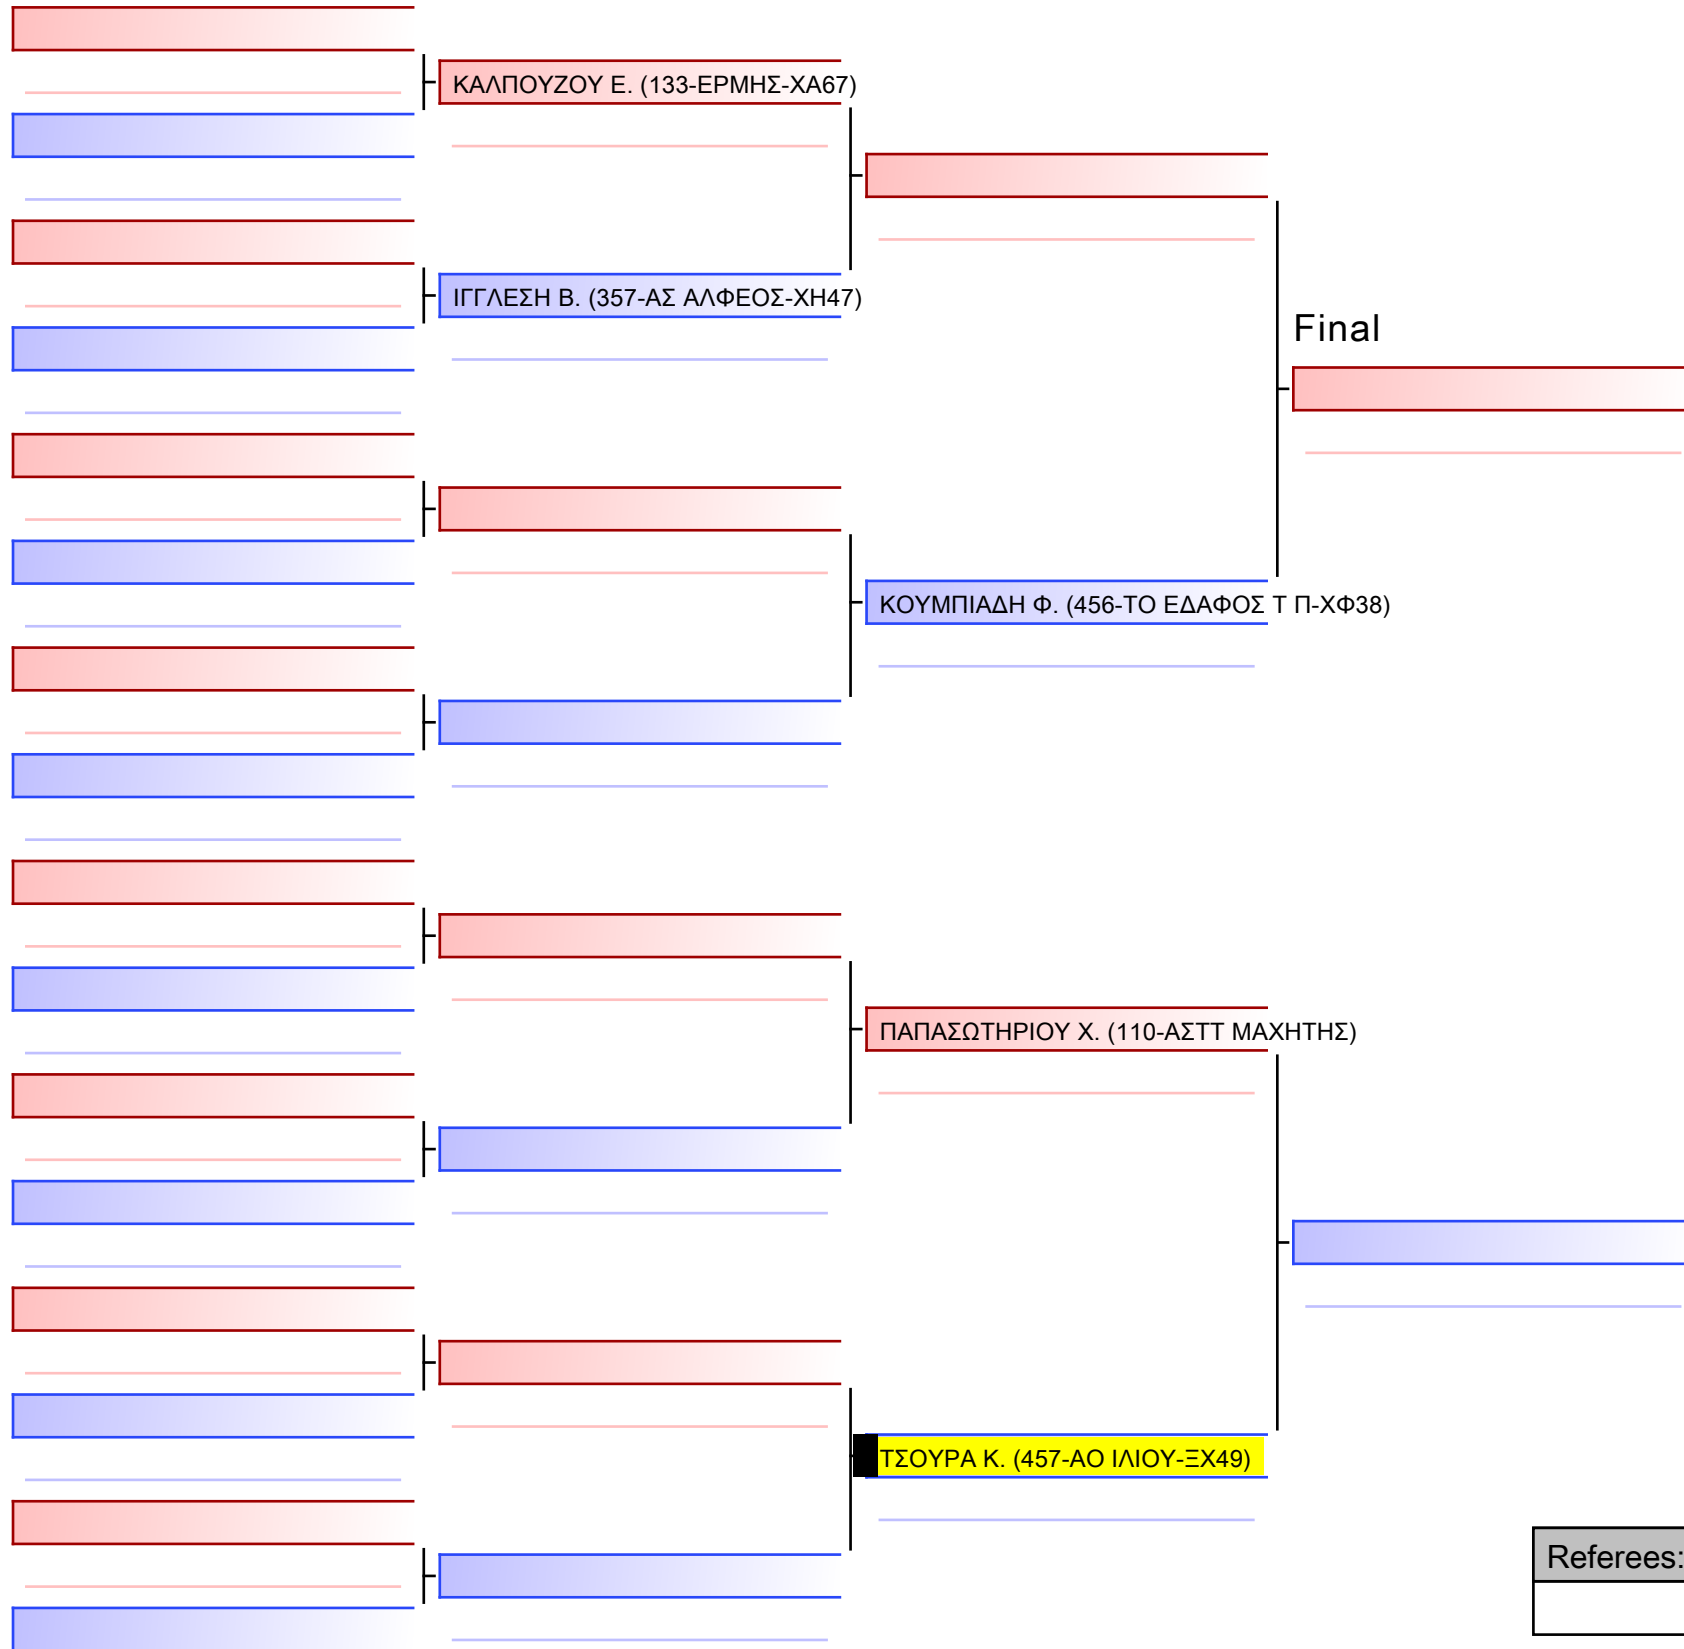 ΚΑΛΠΟΥΖΟΥ Ε. (133-ΕΡΜΗΣ-ΧΑ67)
ΙΓΓΛΕΣΗ Β. (357-ΑΣ ΑΛΦΕΟΣ-ΧΗ47)
Final
ΚΟΥΜΠΙΑΔΗ Φ. (456-ΤΟ ΕΔΑΦΟΣ Τ Π-ΧΦ38)
ΠΑΠΑΣΩΤΗΡΙΟΥ Χ. (110-ΑΣΤΤ ΜΑΧΗΤΗΣ)
ΤΣΟΥΡΑ Κ. (457-ΑΟ ΙΛΙΟΥ-ΞΧ49)
Referees: